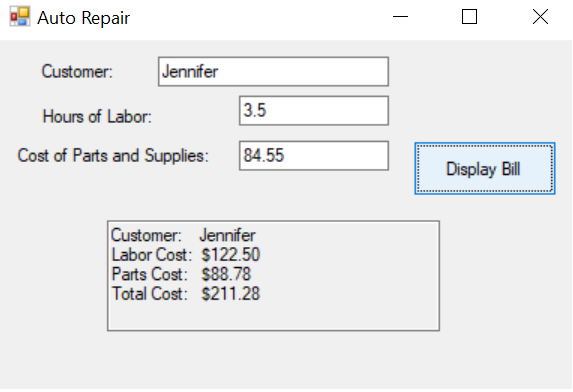 Auto Repair
Customer: Jennifer
Hours of Labor: 3.5
Cost of Parts and Supplies: 84.55
Display Bill
Customer: Jennifer
Labor Cost: $122.50
Parts Cost: $88.78
Total Cost: $211.28